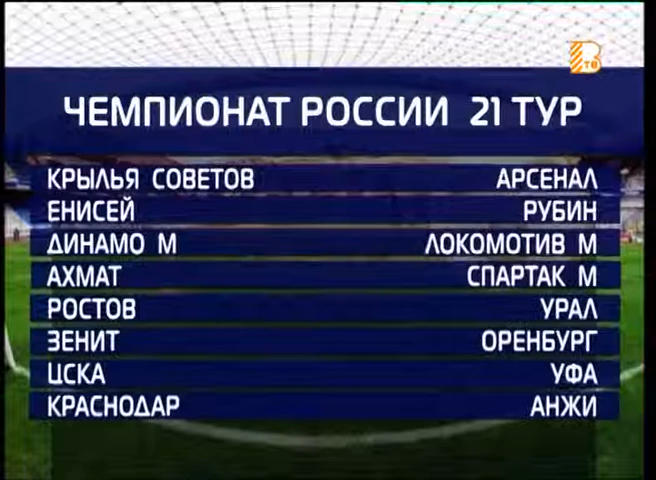 В ТВ
ЧЕМПИОНАТ РОССИИ 21 ТУР
КРЫЛЬЯ СОВЕТОВ АРСЕНАЛ
ЕНИСЕЙ РУБИН
ДИНАМО М ЛОКОМОТИВ М
АХМАТ СПАРТАК М
РОСТОВ УРАЛ
ЗЕНИТ ОРЕНБУРГ
ЦСКА УФА
КРАСНОДАР АНЖИ